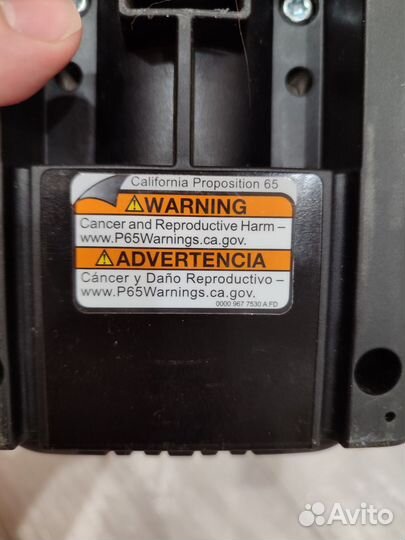 California Proposition 65
⚠WARNING
Cancer and Reproductive Harm –
www.P65Warnings.ca.gov.
⚠ADVERTENCIA
Cáncer y Daño Reproductivo –
www.P65Warnings.ca.gov.
0000 967 7530 A FD
Avito